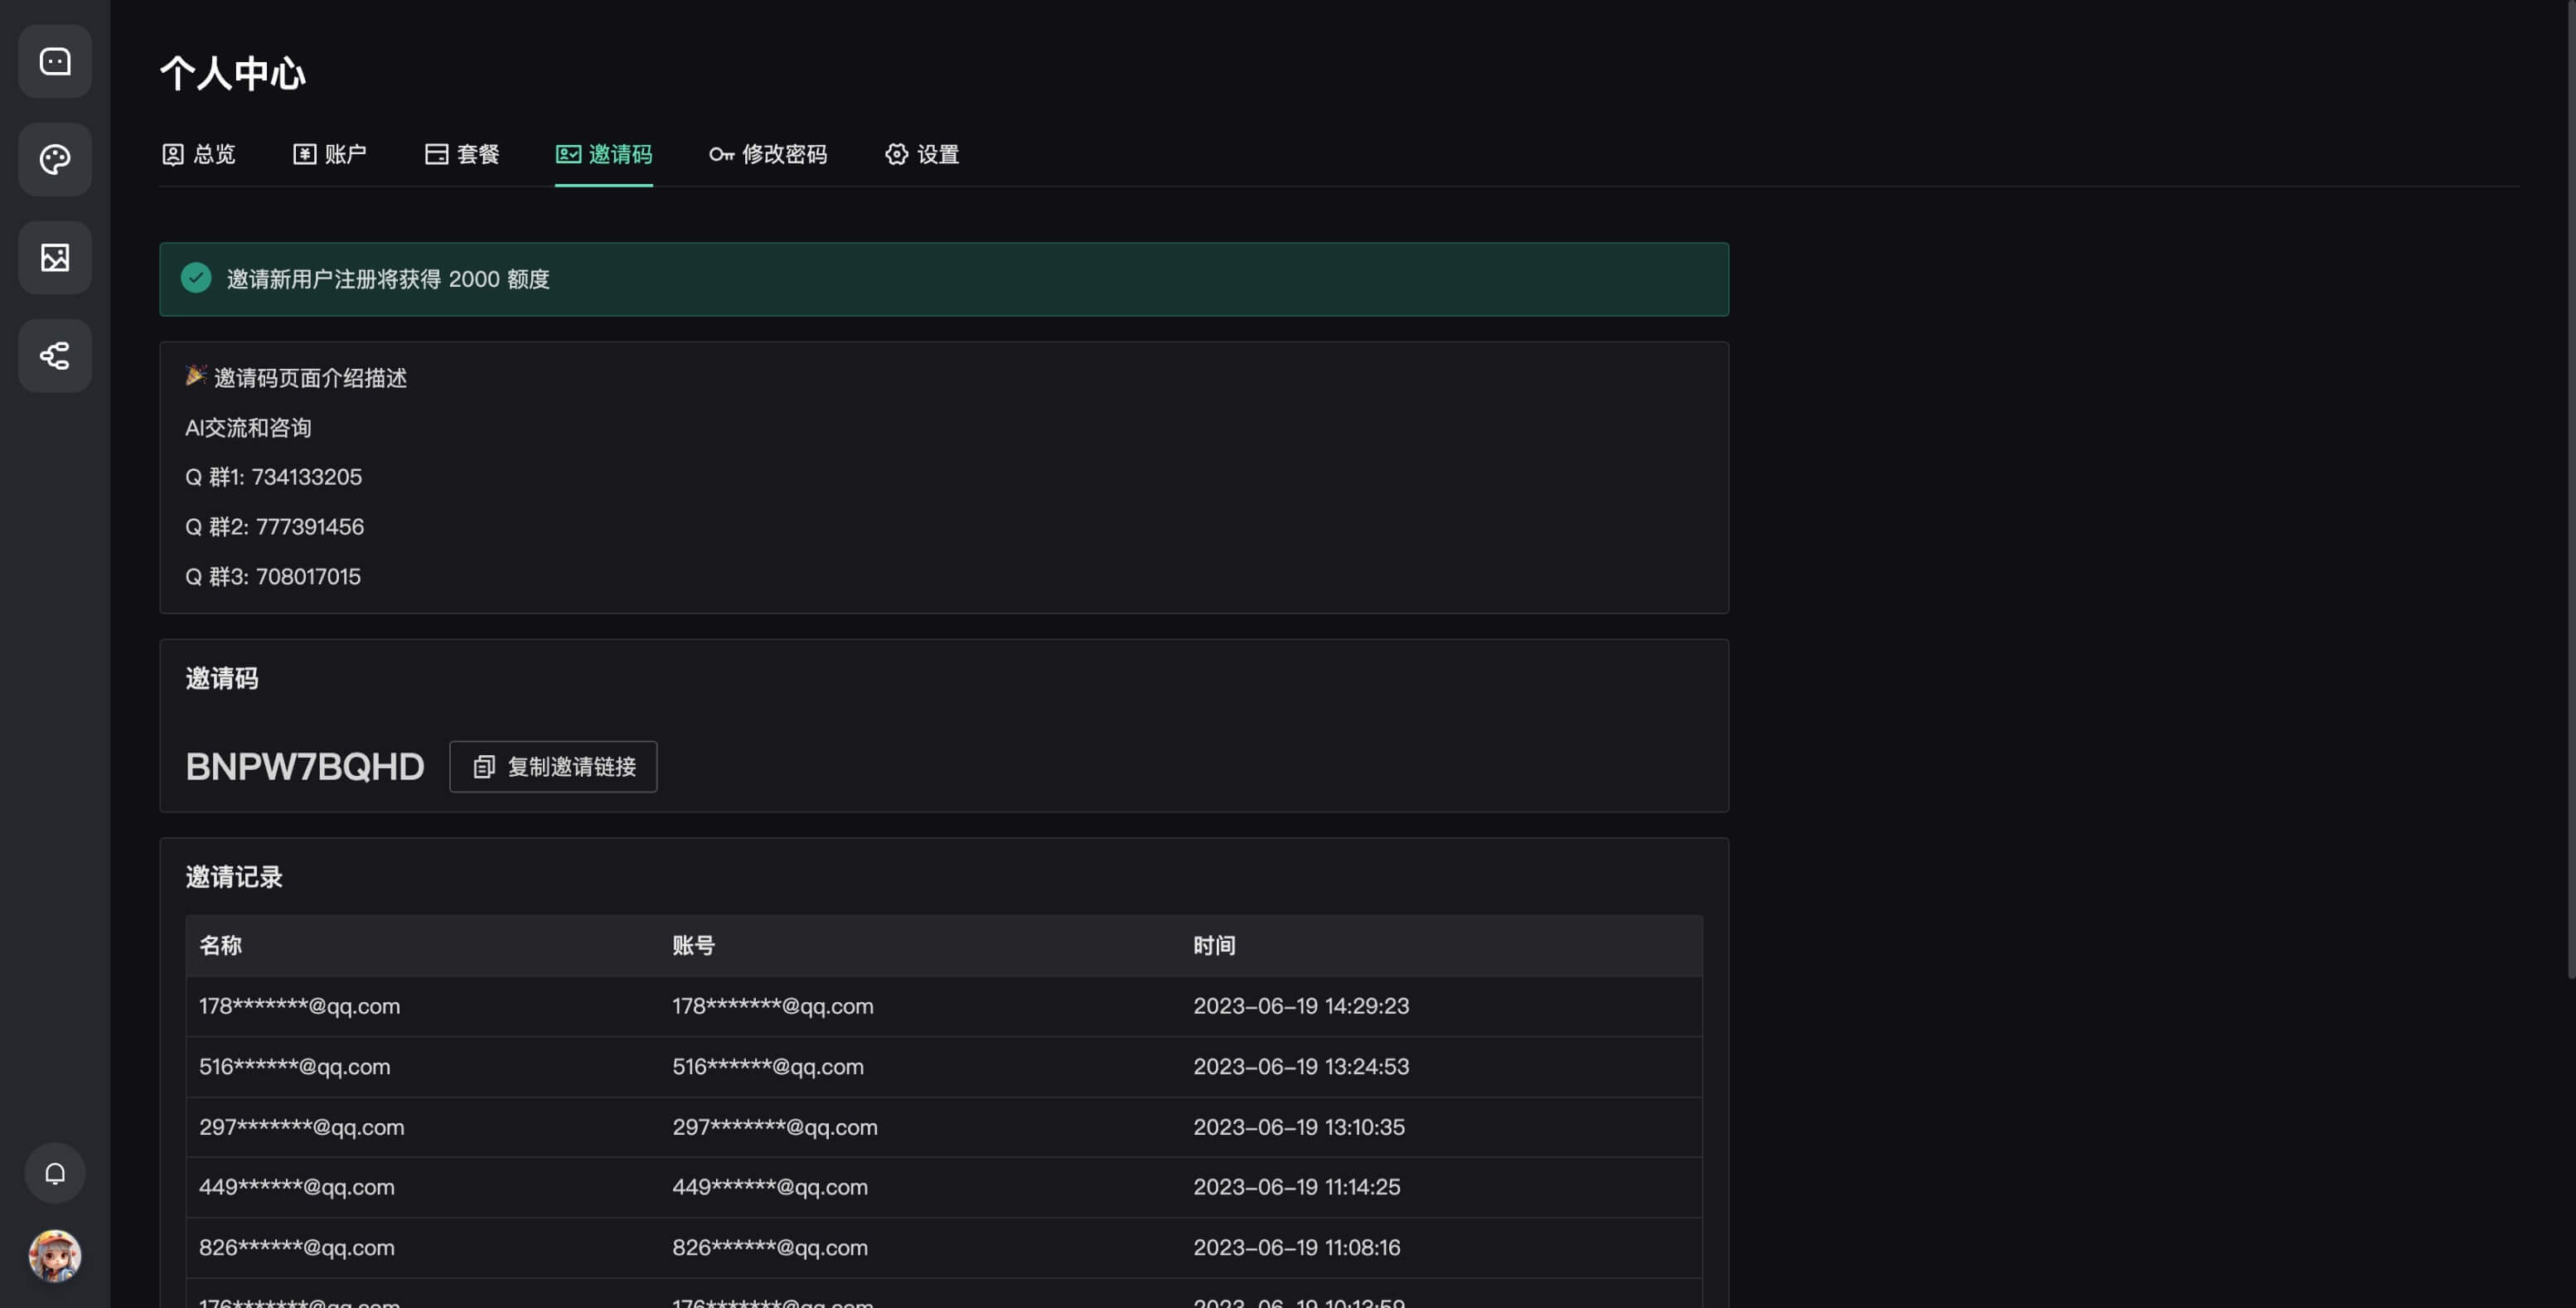 个人中心
总览 账户 套餐 邀请码 修改密码 设置
邀请新用户注册将获得 2000 额度
🎉 邀请码页面介绍描述
AI交流和咨询
Q 群1: 734133205
Q 群2: 777391456
Q 群3: 708017015
邀请码
BNPW7BQHD 复制邀请链接
邀请记录
名称 账号 时间
178*******@qq.com 178*******@qq.com 2023-06-19 14:29:23
516******@qq.com 516******@qq.com 2023-06-19 13:24:53
297*******@qq.com 297*******@qq.com 2023-06-19 13:10:35
449******@qq.com 449******@qq.com 2023-06-19 11:14:25
826******@qq.com 826******@qq.com 2023-06-19 11:08:16